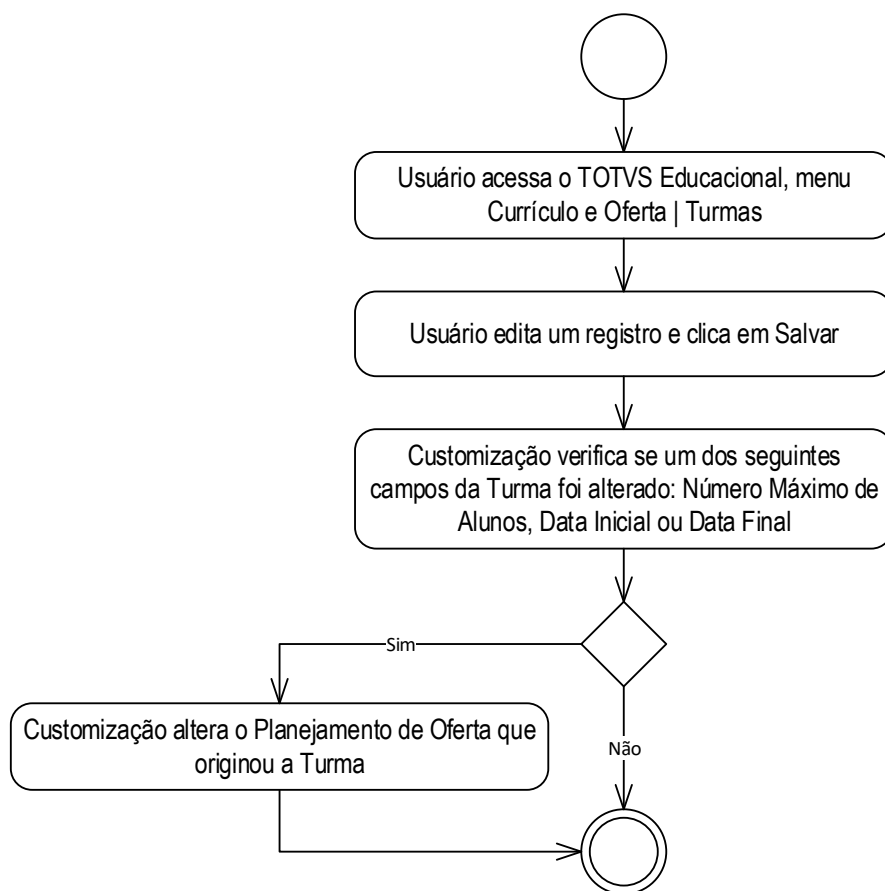 Usuário acessa o TOTVS Educacional, menu
Currículo e Oferta | Turmas
Usuário edita um registro e clica em Salvar
Customização verifica se um dos seguintes
campos da Turma foi alterado: Número Máximo de
Alunos, Data Inicial ou Data Final
Sim
Customização altera o Planejamento de Oferta que
originou a Turma
Não